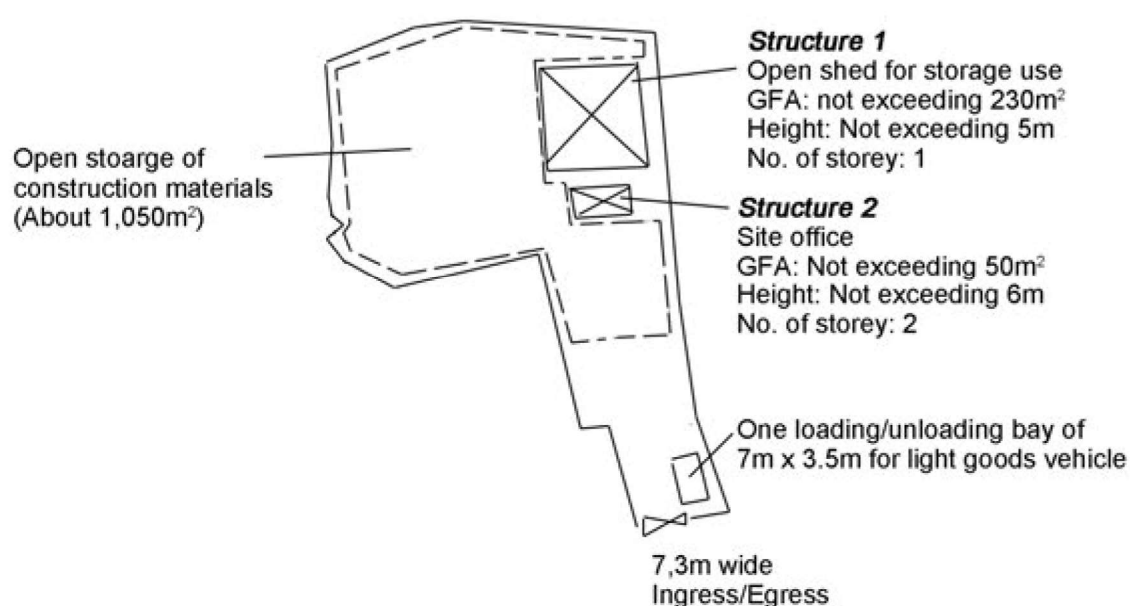 Structure 1
Open shed for storage use
GFA: not exceeding 230m²
Height: Not exceeding 5m
No. of storey: 1
Open stoarge of
construction materials
(About 1,050m²)
Structure 2
Site office
GFA: Not exceeding 50m²
Height: Not exceeding 6m
No. of storey: 2
One loading/unloading bay of
7m x 3.5m for light goods vehicle
7,3m wide
Ingress/Egress